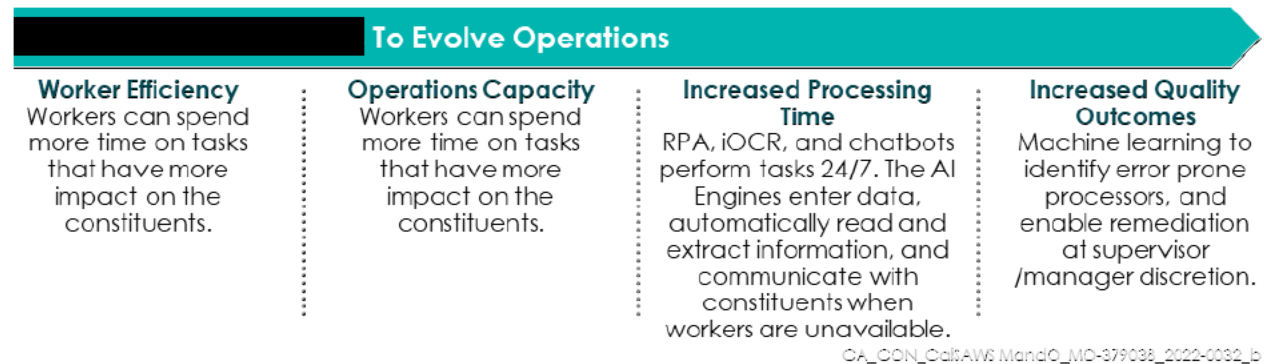 To Evolve Operations
Worker Efficiency
Workers can spend
more time on tasks
that have more
impact on the
constituents.
Operations Capacity
Workers can spend
more time on tasks
that have more
impact on the
constituents.
Increased Processing
Time
RPA, iOCR, and chatbots
perform tasks 24/7. The AI
Engines enter data,
automatically read and
extract information, and
communicate with
constituents when
workers are unavailable.
Increased Quality
Outcomes
Machine learning to
identify error prone
processors, and
enable remediation
at supervisor
/manager discretion.
CA_CON_CalSAWS MandO_MO-379038_2022-0032_b